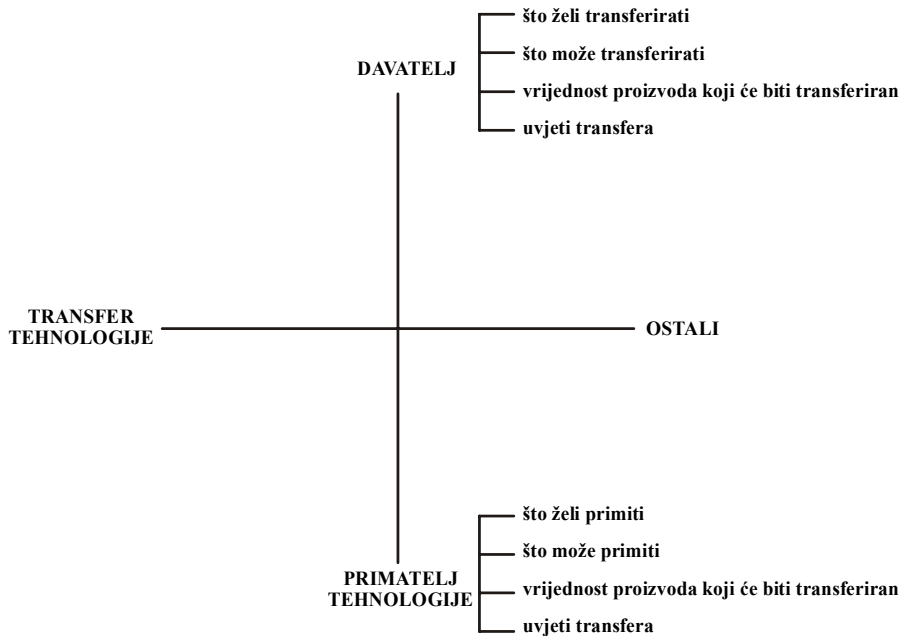 što želi transferirati
što može transferirati
DAVATELJ
vrijednost proizvoda koji će biti transferiran
uvjeti transfera
TRANSFER
TEHNOLOGIJE
OSTALI
što želi primiti
što može primiti
PRIMATELJ
TEHNOLOGIJE
vrijednost proizvoda koji će biti transferiran
uvjeti transfera